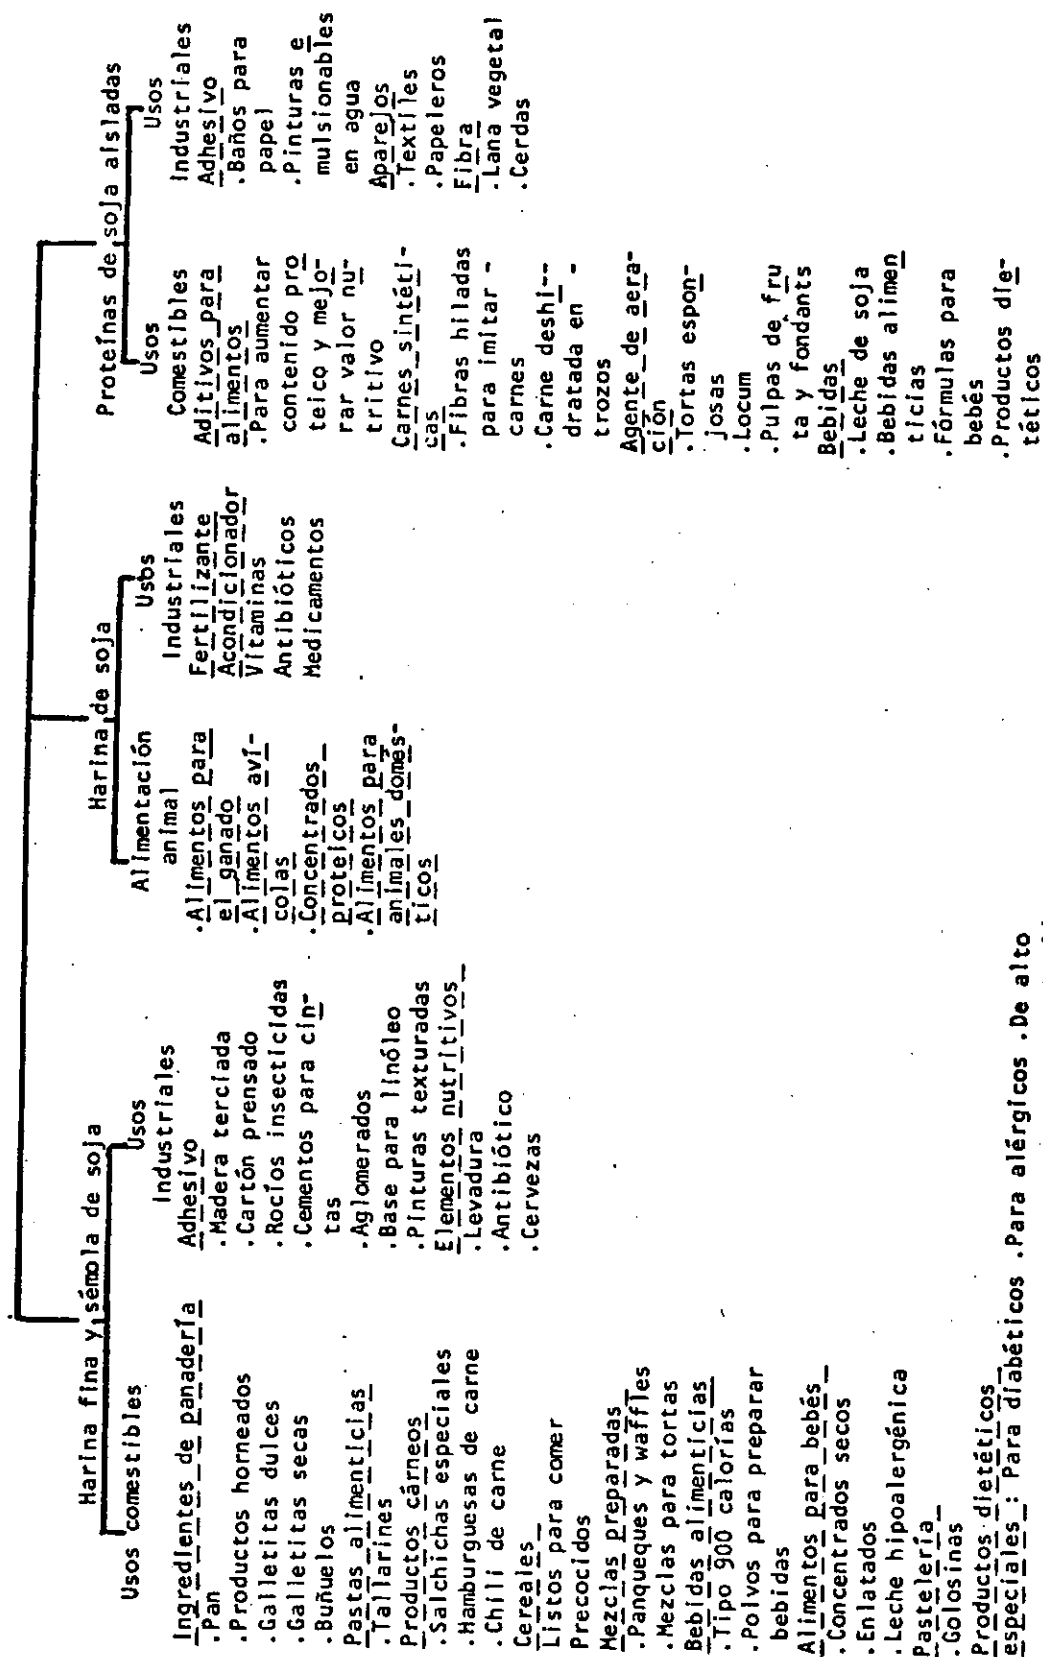 Harina fina y sémola de soja
Usos comestibles
Ingredientes de panadería
.Pan
.Productos horneados
.Galletitas dulces
.Galletitas secas
.Buñuelos
Pastas alimenticias
.Tallarines
Productos cárneos
.Salchichas especiales
.Hamburguesas de carne
.Chili de carne
Cereales
Listos para comer
Precocidos
Mezclas preparadas
.Panqueques y waffles
.Mezclas para tortas
Bebidas alimenticias
.Tipo 900 calorías
.Polvos para preparar
bebidas
Alimentos para bebés
.Concentrados secos
.Enlatados
.Leche hipoalergénica
Pastelería
.Golosinas
Productos dietéticos
especiales : Para diabéticos .Para alérgicos .De alto
Usos
Industriales
Adhesivo
.Madera terciada
.Cartón prensado
.Rocíos insecticidas
.Cementos para cin-
tas
.Aglomerados
.Base para linóleo
.Pinturas texturadas
Elementos nutritivos
.Levadura
.Antibiótico
.Cervezas
Harina de soja
Alimentación
animal
.Alimentos para
el ganado
.Alimentos aví-
colas
.Concentrados
proteicos
.Alimentos para
animales domés-
ticos
Usos
Industriales
Fertilizante
Acondicionador
Vitaminas
Antibióticos
Medicamentos
Proteínas de soja aisladas
Usos
Comestibles
Aditivos para
alimentos
.Para aumentar
contenido pro
teico y mejo-
rar valor nu-
tritivo
Carnes sintéti-
cas
.Fibras hiladas
para imitar -
carnes
.Carne deshi--
dratada en -
trozos
Agente de aera-
ción
.Tortas espon-
josas
.Locum
.Pulpas de fru
ta y fondants
Bebidas
.Leche de soja
.Bebidas alimen
ticias
.Fórmulas para
bebés
.Productos die-
téticos
Usos
Industriales
Adhesivo
.Baños para
papel
.Pinturas e
mulsionables
en agua
Aparejos
.Textiles
.Papeleros
Fibra
.Lana vegetal
.Cerdas